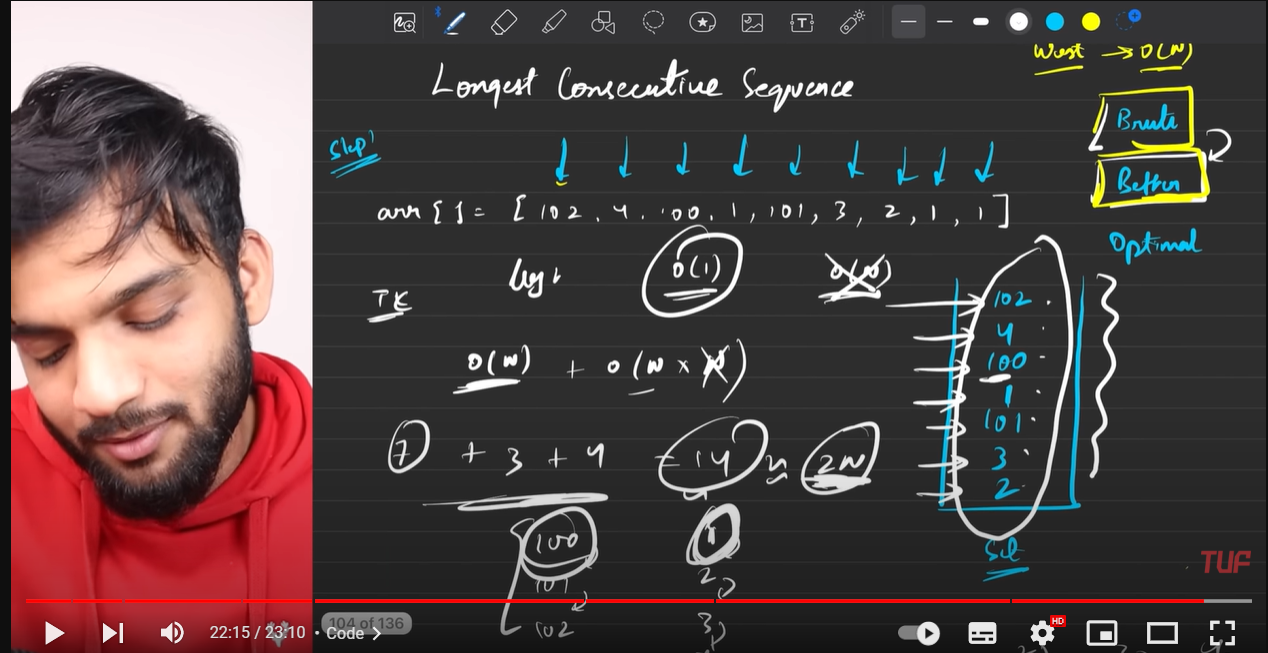 Worst → O(N)
Longest Consecutive Sequence
Brute
Step 1
Better
arr [ ] = [ 102, 4, 100, 1, 101, 3, 2, 1, 1 ]
Optimal
O(1)
O(N)
102
4
100
1
101
3
2
O(N) + O(N x N)
7 + 3 + 4 = 14 ≈ 2N
Set
100
101
102
1
2
3
TUF
104 of 136
22:15 / 23:10 • Code >
HD